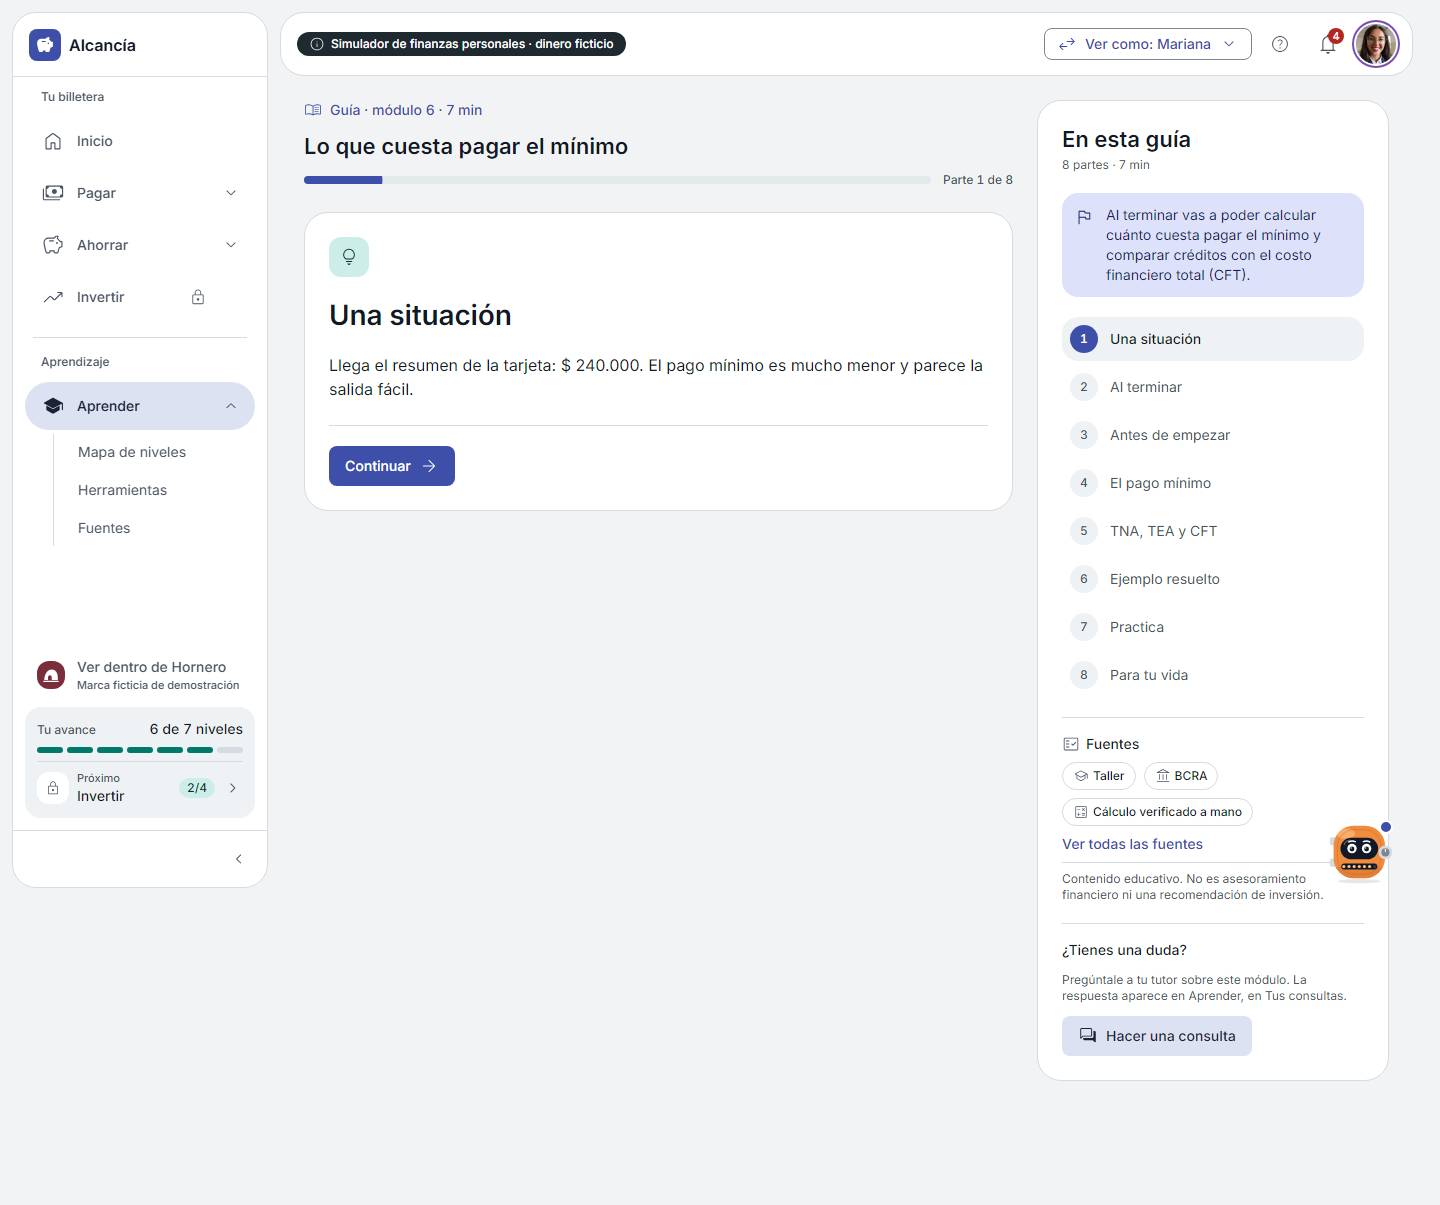 Alcancía
Tu billetera
Inicio
Pagar
Ahorrar
Invertir
Aprendizaje
Aprender
Mapa de niveles
Herramientas
Fuentes
Ver dentro de Hornero
Marca ficticia de demostración
Tu avance 6 de 7 niveles
Próximo
Invertir
2/4
Simulador de finanzas personales · dinero ficticio
Ver como: Mariana
4
Guía · módulo 6 · 7 min
Lo que cuesta pagar el mínimo
Parte 1 de 8
Una situación
Llega el resumen de la tarjeta: $ 240.000. El pago mínimo es mucho menor y parece la
salida fácil.
Continuar
En esta guía
8 partes · 7 min
Al terminar vas a poder calcular
cuánto cuesta pagar el mínimo y
comparar créditos con el costo
financiero total (CFT).
1 Una situación
2 Al terminar
3 Antes de empezar
4 El pago mínimo
5 TNA, TEA y CFT
6 Ejemplo resuelto
7 Practica
8 Para tu vida
Fuentes
Taller
BCRA
Cálculo verificado a mano
Ver todas las fuentes
Contenido educativo. No es asesoramiento
financiero ni una recomendación de inversión.
¿Tienes una duda?
Pregúntale a tu tutor sobre este módulo. La
respuesta aparece en Aprender, en Tus consultas.
Hacer una consulta